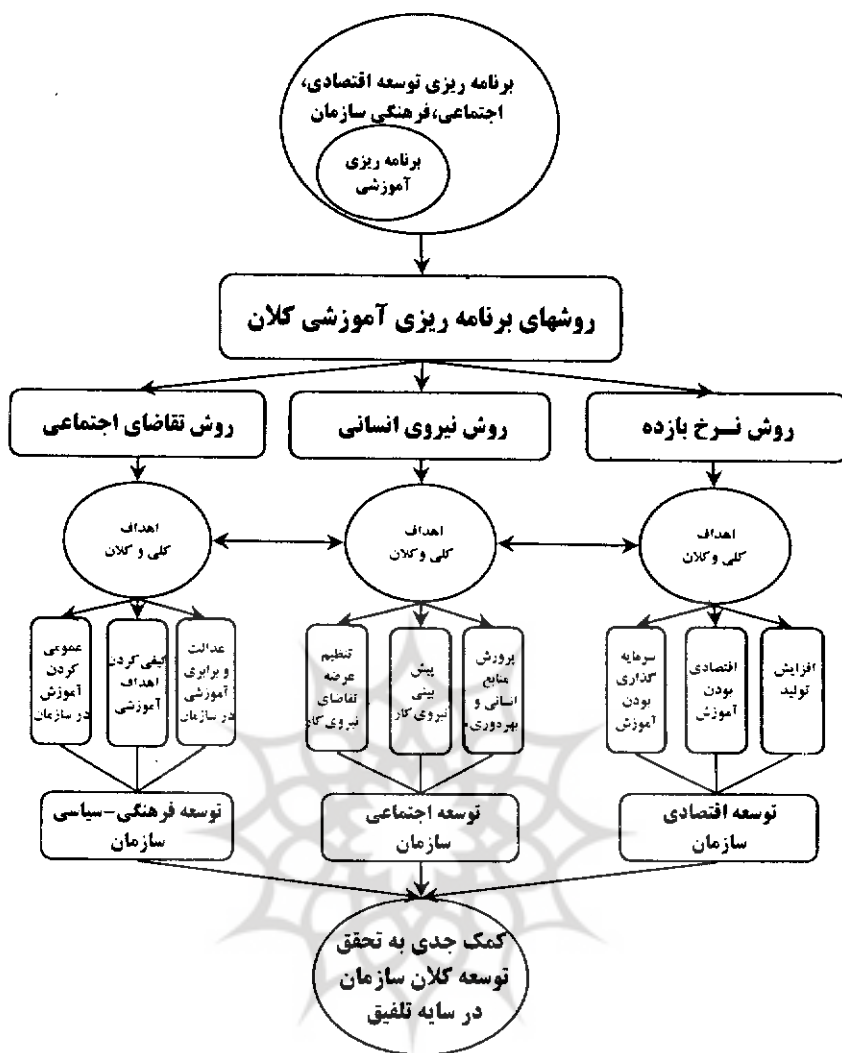 برنامه ریزی توسعه اقتصادی،
اجتماعی،فرهنگی سازمان
برنامه ریزی
آموزشی
روشهای برنامه ریزی آموزشی کلان
روش نـرخ بازده
روش نیروی انسانی
روش تقاضای اجتماعی
اهداف
کلی و کلان
اهداف
کلی وکلان
اهداف
کلی و کلان
افزایش
تولید
اقتصادی
بودن
آموزش
سرمایه
گذاری
بودن
آموزش
پرورش
منابع
انسانی و
بهردوری
پیش
بینی
نیروی کار
تنظیم
عرضه
تقاضای
نیروی کار
عدالت
و برابری
آموزشی
در سازمان
کیفی کردن
اهداف
آموزشی
عمومی
کردن
آموزش
در سازمان
توسعه اقتصادی
سازمان
توسعه اجتماعی
سازمان
توسعه فرهنگی-سیاسی
سازمان
کمک جدی به تحقق
توسعه کلان سازمان
در سایه تلفیق